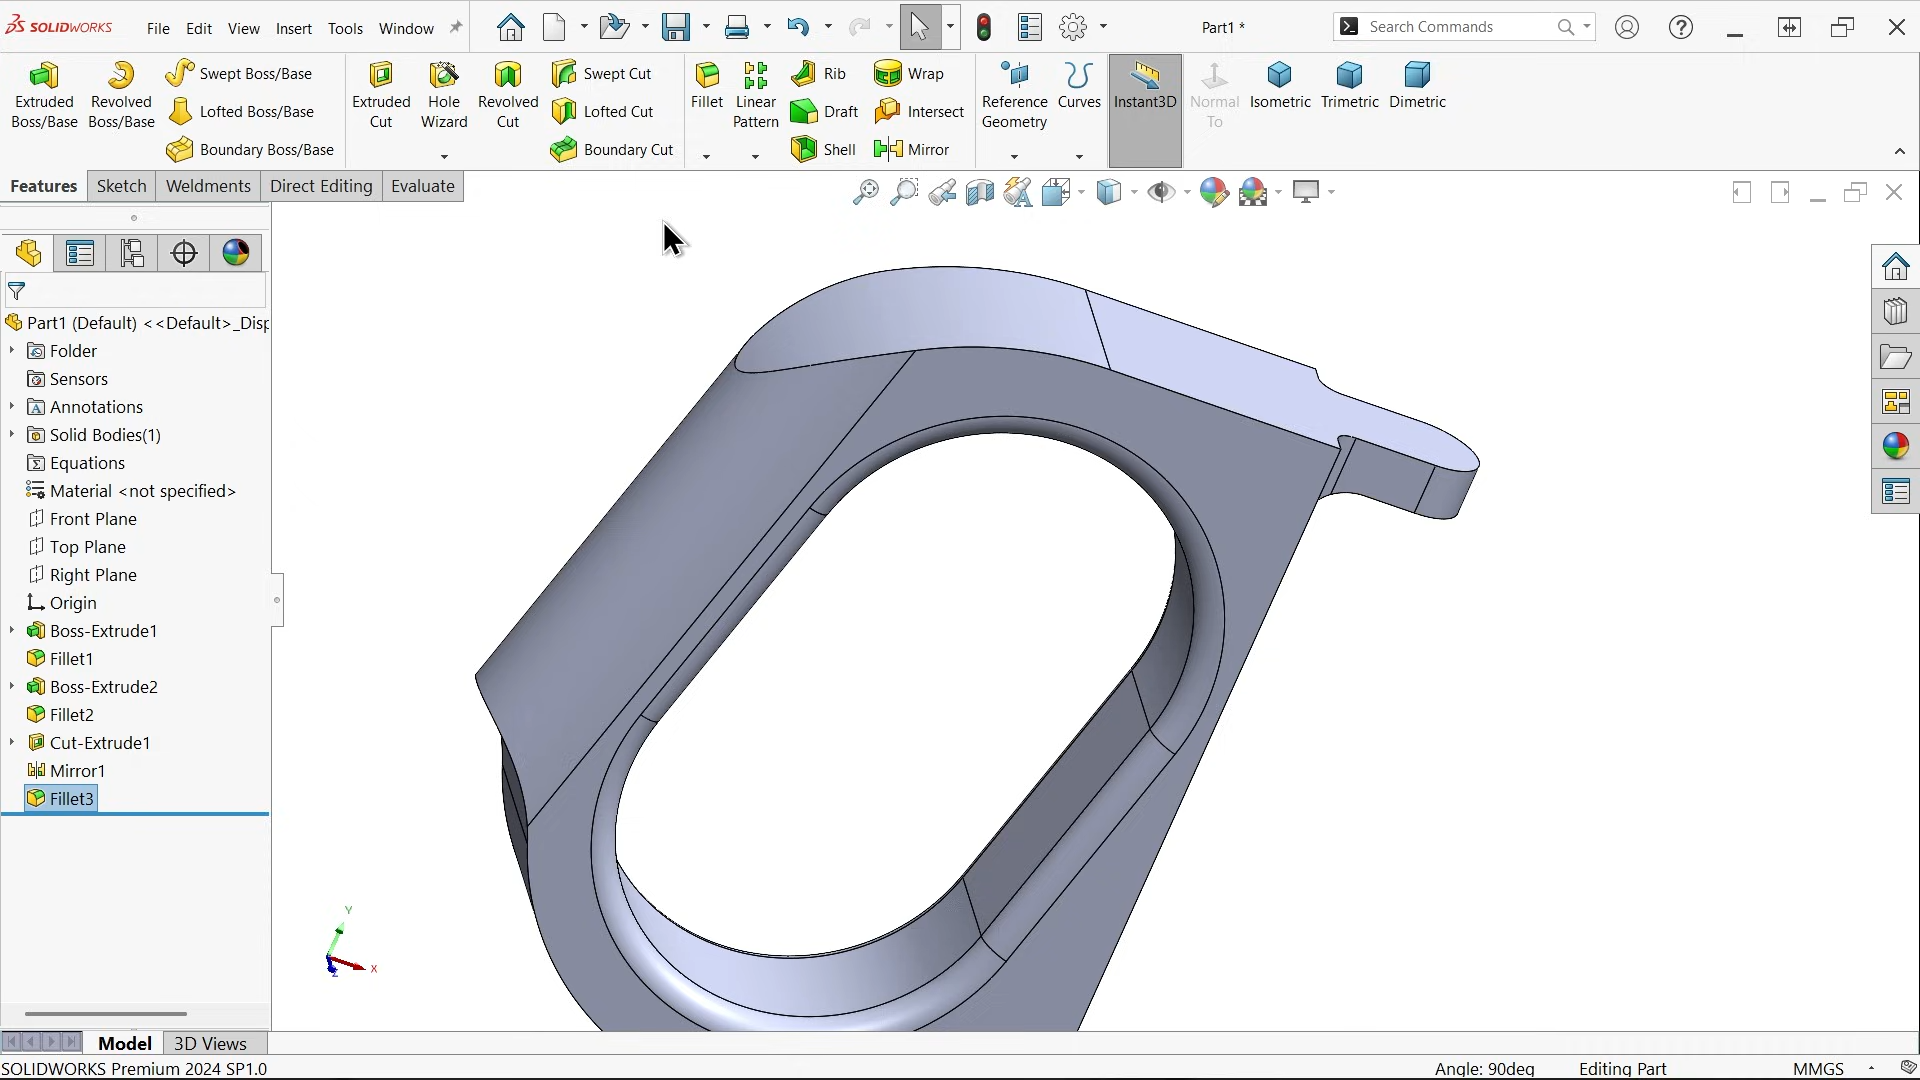 SOLIDWORKS File Edit View Insert Tools Window Part1 * Search Commands
Extruded Boss/Base
Revolved Boss/Base
Swept Boss/Base
Lofted Boss/Base
Boundary Boss/Base
Extruded Cut
Hole Wizard
Revolved Cut
Swept Cut
Lofted Cut
Boundary Cut
Fillet
Linear Pattern
Rib
Draft
Shell
Wrap
Intersect
Mirror
Reference Geometry
Curves
Instant3D
Normal To
Isometric
Trimetric
Dimetric
Features Sketch Weldments Direct Editing Evaluate
Part1 (Default) <<Default>_Disp
Folder
Sensors
Annotations
Solid Bodies(1)
Equations
Material <not specified>
Front Plane
Top Plane
Right Plane
Origin
Boss-Extrude1
Fillet1
Boss-Extrude2
Fillet2
Cut-Extrude1
Mirror1
Fillet3
Y
X
Z
Model 3D Views
SOLIDWORKS Premium 2024 SP1.0 Angle: 90deg Editing Part MMGS